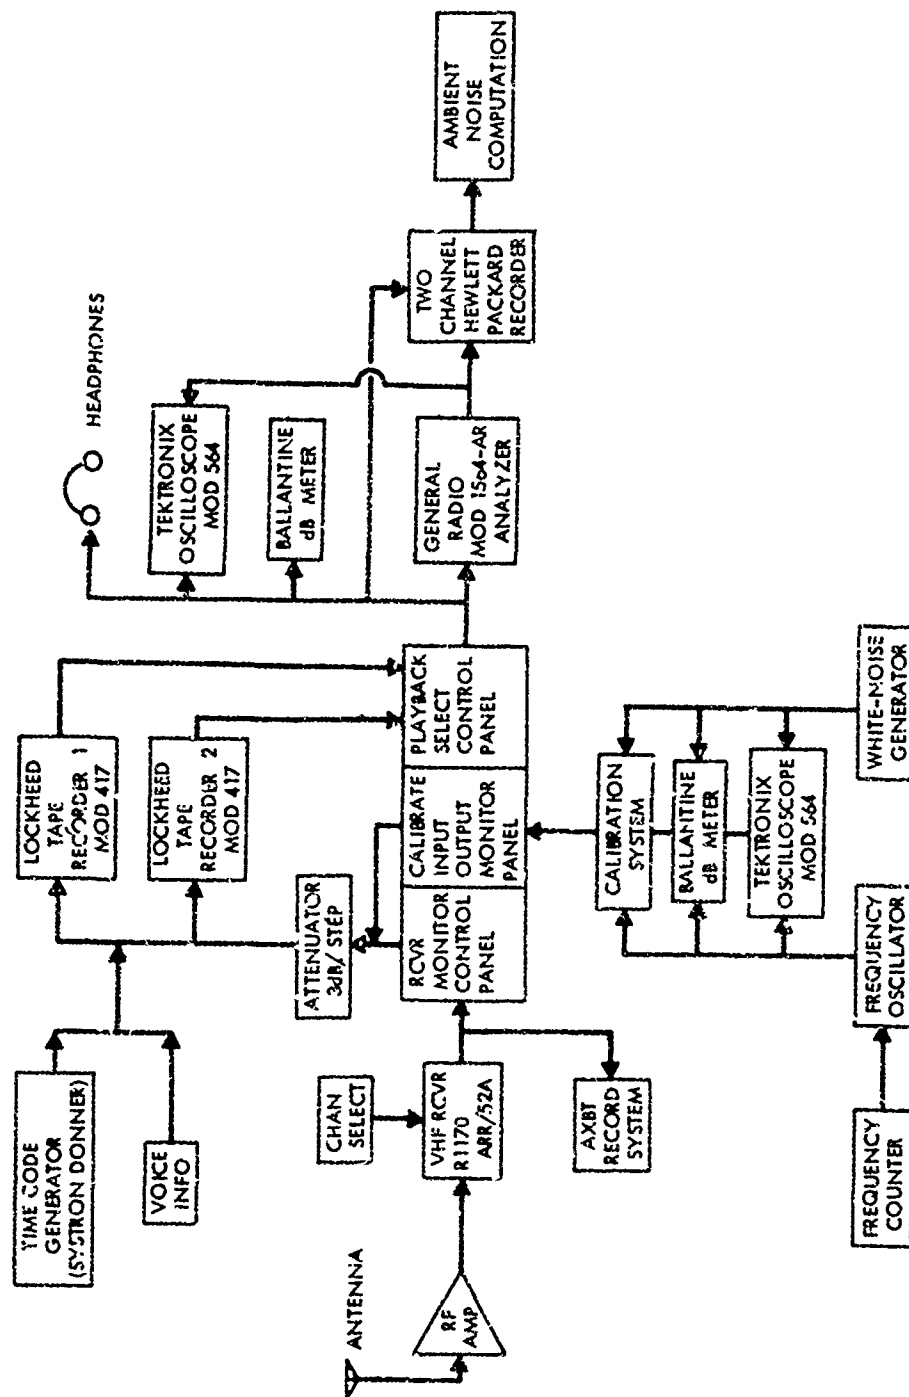 TIME CODE
GENERATOR
(SYSTRON DONNER)
VOICE
INFO
LOCKHEED
TAPE
RECORDER 1
MOD 417
LOCKHEED
TAPE
RECORDER 2
MOD 417
HEADPHONES
TEKTRONIX
OSCILLOSCOPE
MOD 564
BALLANTINE
dB METER
ATTENUATOR
3dB/ STEP
ANTENNA
RF
AMP
CHAN
SELECT
VHF RCVR
R1170
ARR/52A
RCVR
MONITOR
CONTROL
PANEL
CALIBRATE
INPUT
OUTPUT
MONITOR
PANEL
PLAYBACK
SELECT
CONTROL
PANEL
GENERAL
RADIO
MOD 1564-AR
ANALYZER
TWO
CHANNEL
HEWLETT
PACKARD
RECORDER
AMBIENT
NOISE
COMPUTATION
AXBT
RECORD
SYSTEM
CALIBRATION
SYSTEM
BALLANTINE
dB METER
TEKTRONIX
OSCILLOSCOPE
MOD 564
FREQUENCY
COUNTER
FREQUENCY
OSCILLATOR
WHITE-NOISE
GENERATOR